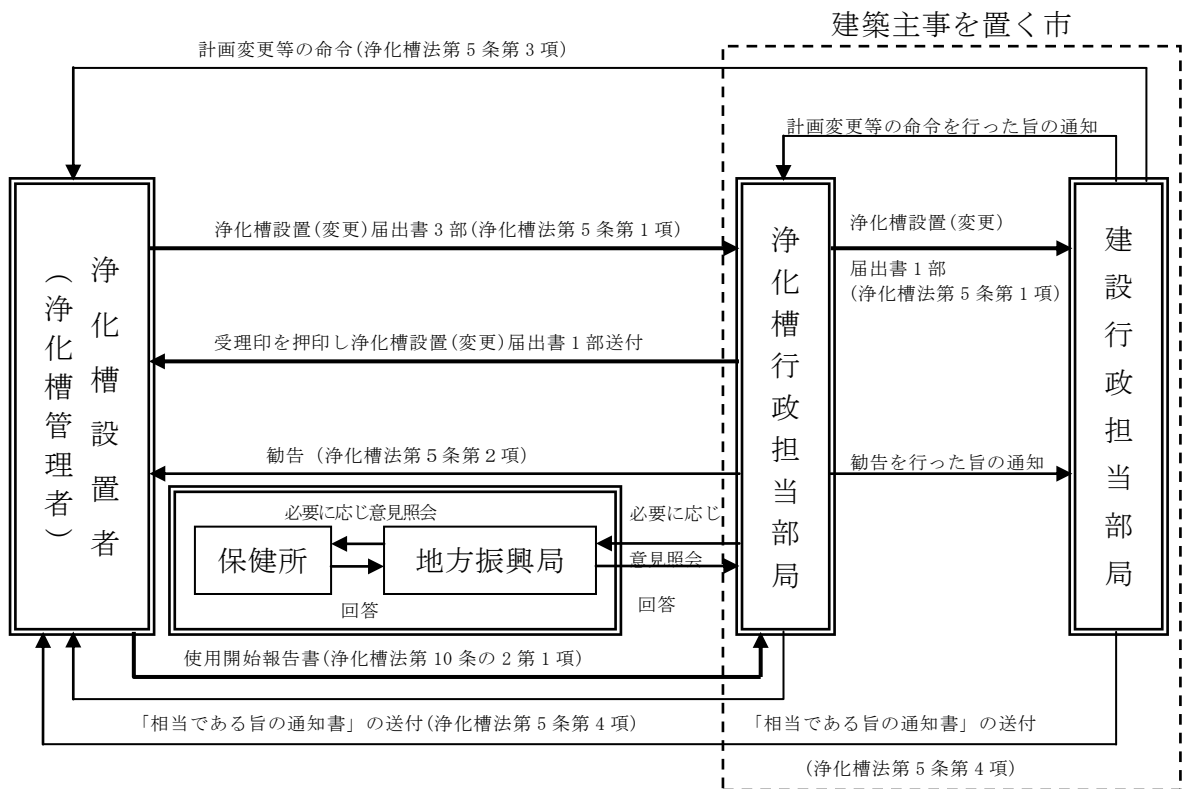 建築主事を置く市
計画変更等の命令(浄化槽法第5条第3項)
計画変更等の命令を行った旨の通知
浄化槽設置者
(浄化槽管理者)
浄化槽設置(変更)届出書3部(浄化槽法第5条第1項)
浄化槽行政担当部局
浄化槽設置(変更)
届出書1部
(浄化槽法第5条第1項)
建設行政担当部局
受理印を押印し浄化槽設置(変更)届出書1部送付
勧告(浄化槽法第5条第2項)
勧告を行った旨の通知
必要に応じ意見照会
必要に応じ
保健所
地方振興局
意見照会
回答
回答
使用開始報告書(浄化槽法第10条の2第1項)
「相当である旨の通知書」の送付(浄化槽法第5条第4項)
「相当である旨の通知書」の送付
(浄化槽法第5条第4項)